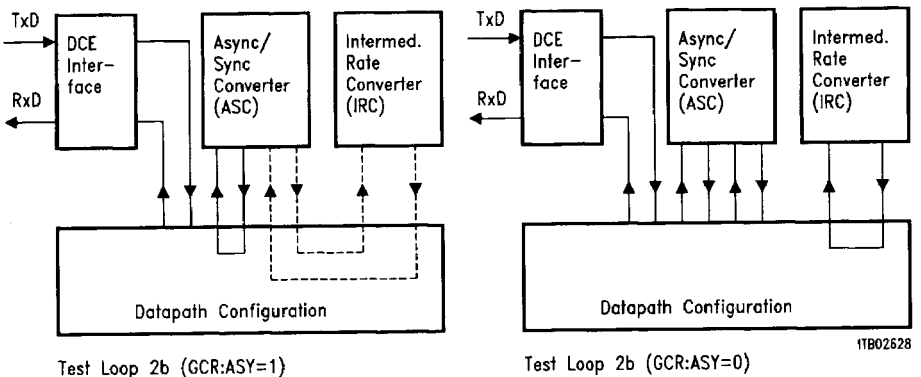 TxD
DCE
Inter-
face
RxD
Async/
Sync
Converter
(ASC)
Intermed.
Rate
Converter
(IRC)
Datapath Configuration
Test Loop 2b (GCR:ASY=1)
TxD
DCE
Inter-
face
RxD
Async/
Sync
Converter
(ASC)
Intermed.
Rate
Converter
(IRC)
Datapath Configuration
ITB02628
Test Loop 2b (GCR:ASY=0)